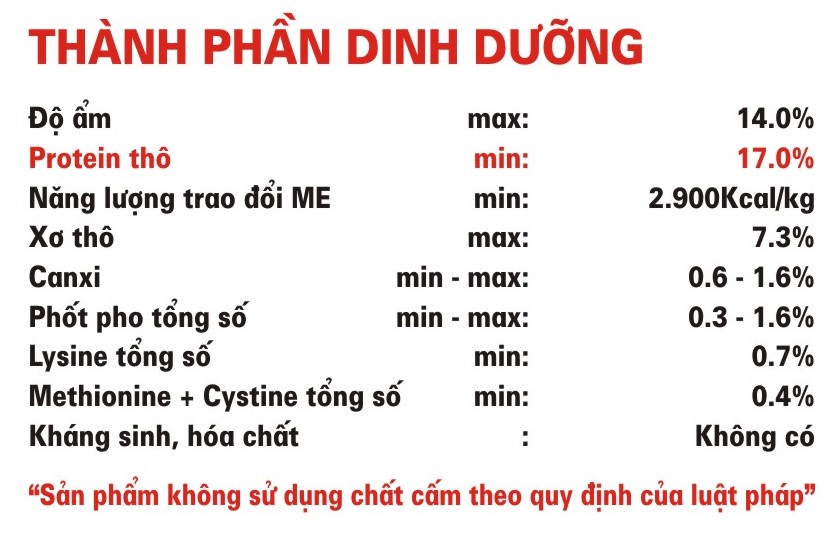 THÀNH PHẦN DINH DƯỠNG
Độ ẩm max: 14.0%
Protein thô min: 17.0%
Năng lượng trao đổi ME min: 2.900Kcal/kg
Xơ thô max: 7.3%
Canxi min - max: 0.6 - 1.6%
Phốt pho tổng số min - max: 0.3 - 1.6%
Lysine tổng số min: 0.7%
Methionine + Cystine tổng số min: 0.4%
Kháng sinh, hóa chất : Không có
“Sản phẩm không sử dụng chất cấm theo quy định của luật pháp”